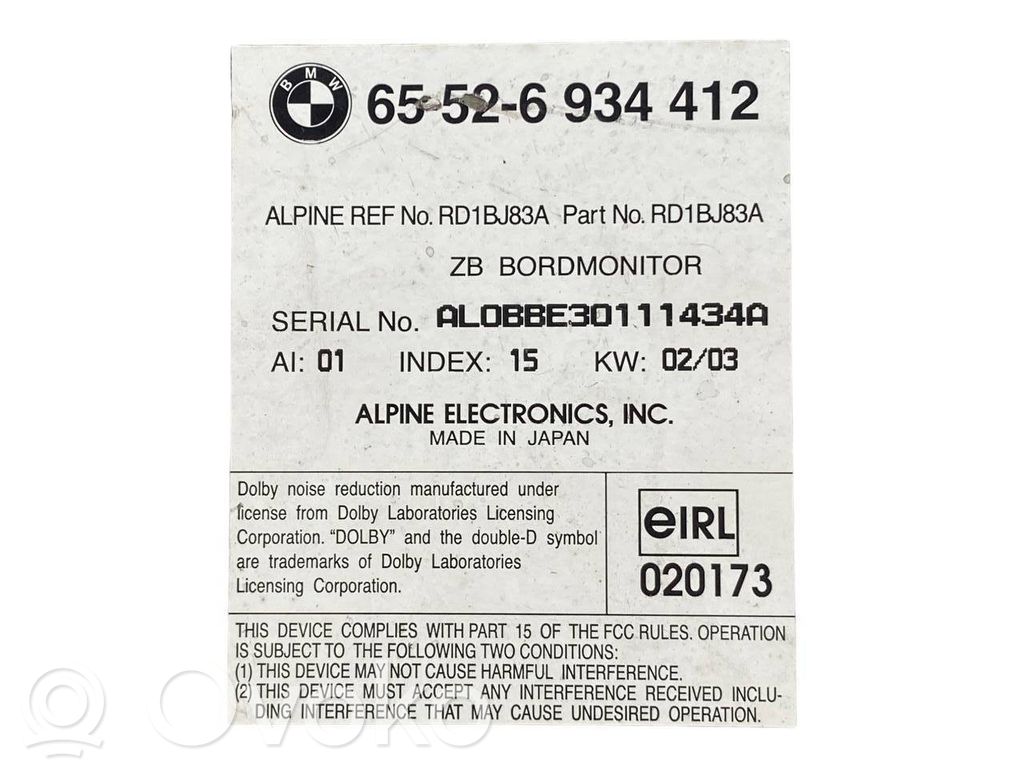 BMW
65 52-6 934 412
ALPINE REF No. RD1BJ83A Part No. RD1BJ83A
ZB BORDMONITOR
SERIAL No. AL0BBE30111434A
AI: 01 INDEX: 15 KW: 02/03
ALPINE ELECTRONICS, INC.
MADE IN JAPAN
Dolby noise reduction manufactured under
license from Dolby Laboratories Licensing
Corporation. “DOLBY” and the double-D symbol
are trademarks of Dolby Laboratories
Licensing Corporation.
eIRL
020173
THIS DEVICE COMPLIES WITH PART 15 OF THE FCC RULES. OPERATION
IS SUBJECT TO THE FOLLOWING TWO CONDITIONS:
(1) THIS DEVICE MAY NOT CAUSE HARMFUL INTERFERENCE.
(2) THIS DEVICE MUST ACCEPT ANY INTERFERENCE RECEIVED INCLU-
DING INTERFERENCE THAT MAY CAUSE UNDESIRED OPERATION.
OVOKO